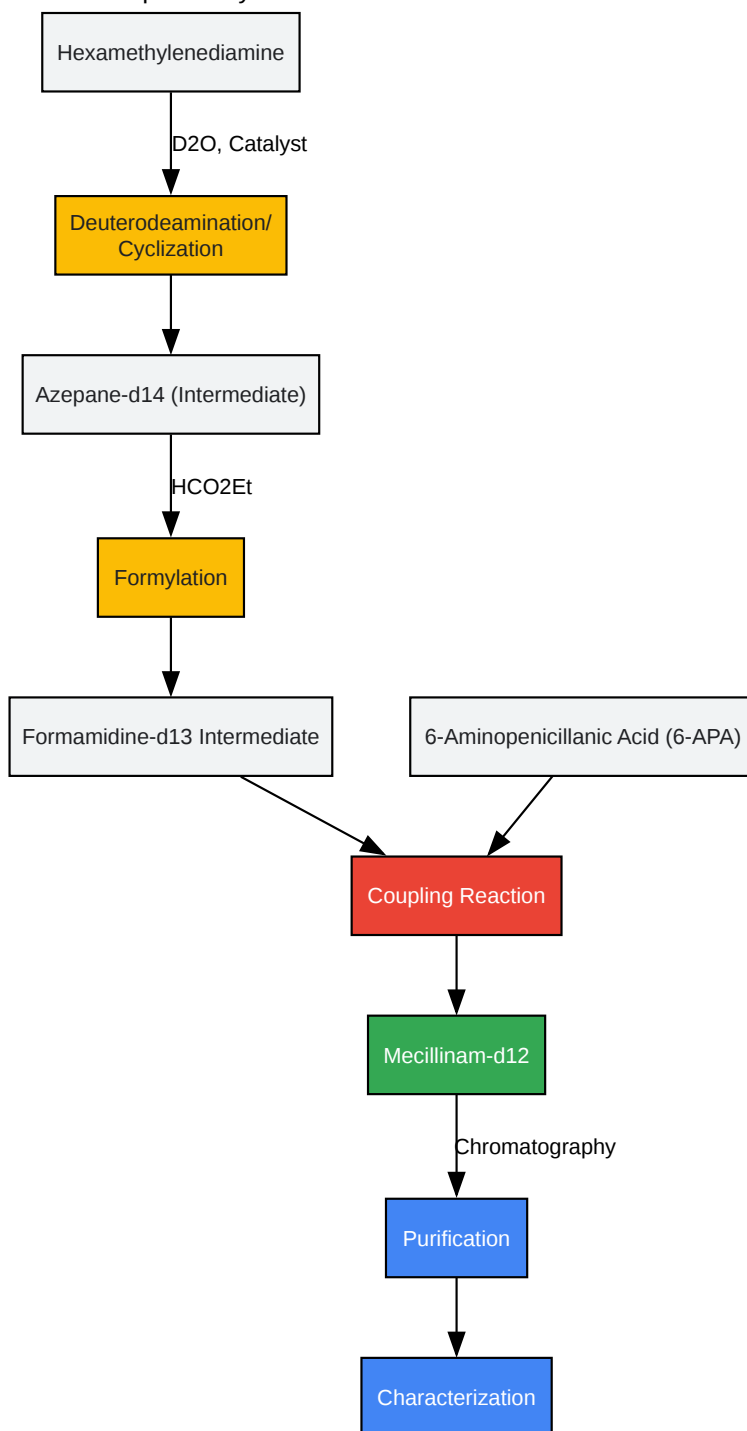 Hexamethylenediamine
D2O, Catalyst
Deuterodeamination/
Cyclization
Azepane-d14 (Intermediate)
HCO2Et
Formylation
Formamidine-d13 Intermediate
6-Aminopenicillanic Acid (6-APA)
Coupling Reaction
Mecillinam-d12
Chromatography
Purification
Characterization